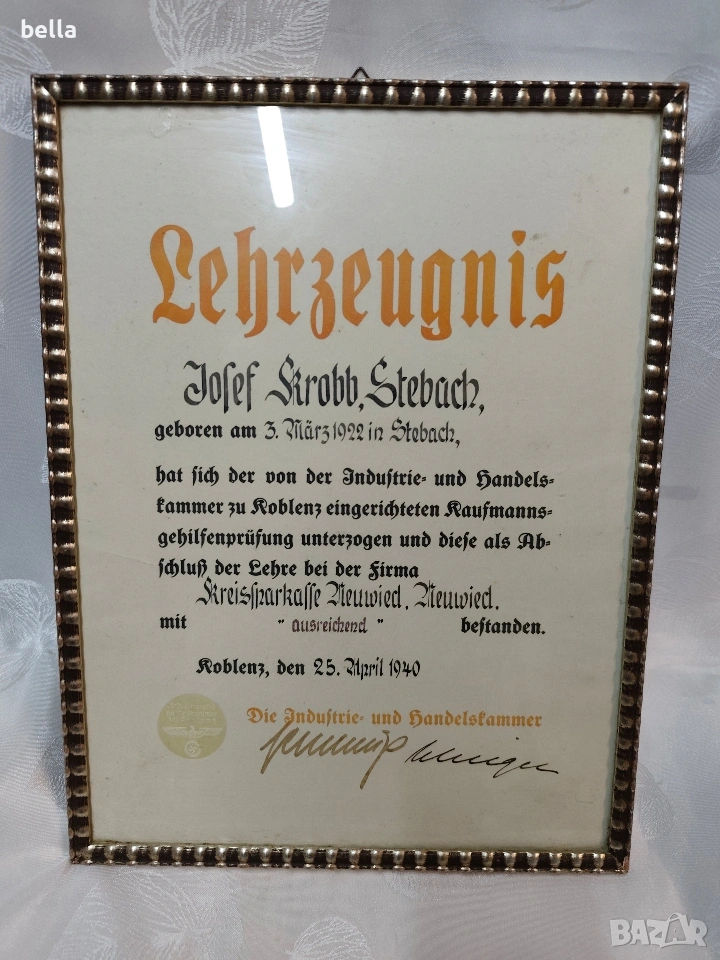 bella
Lehrzeugnis
Josef Krobb, Stebach,
geboren am 3. März 1922 in Stebach,
hat sich der von der Industrie- und Handels-
kammer zu Koblenz eingerichteten Kaufmanns-
gehilfenprüfung unterzogen und diese als Ab-
schluß der Lehre bei der Firma
Kreissparkasse Neuwied, Neuwied.
mit " ausreichend " bestanden.
Koblenz, den 25. April 1940
Die Industrie- und Handelskammer
BAZAR